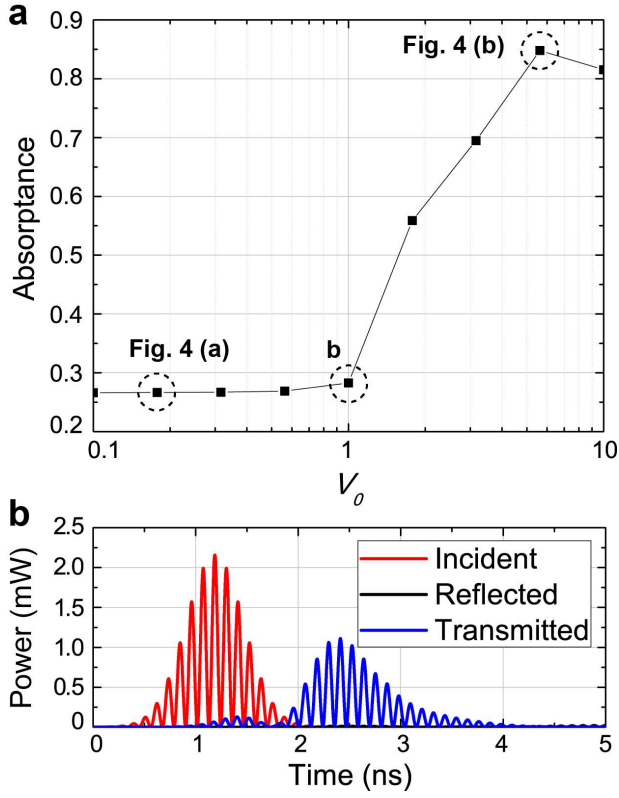 a
0.9
Fig. 4 (b)
0.8
0.7
Absorptance
0.6
0.5
0.4
Fig. 4 (a)
b
0.3
0.2
0.1
1
10
V0
b
2.5
Incident
2.0
Reflected
1.5
Transmitted
Power (mW)
1.0
0.5
0
0
1
2
3
4
5
Time (ns)